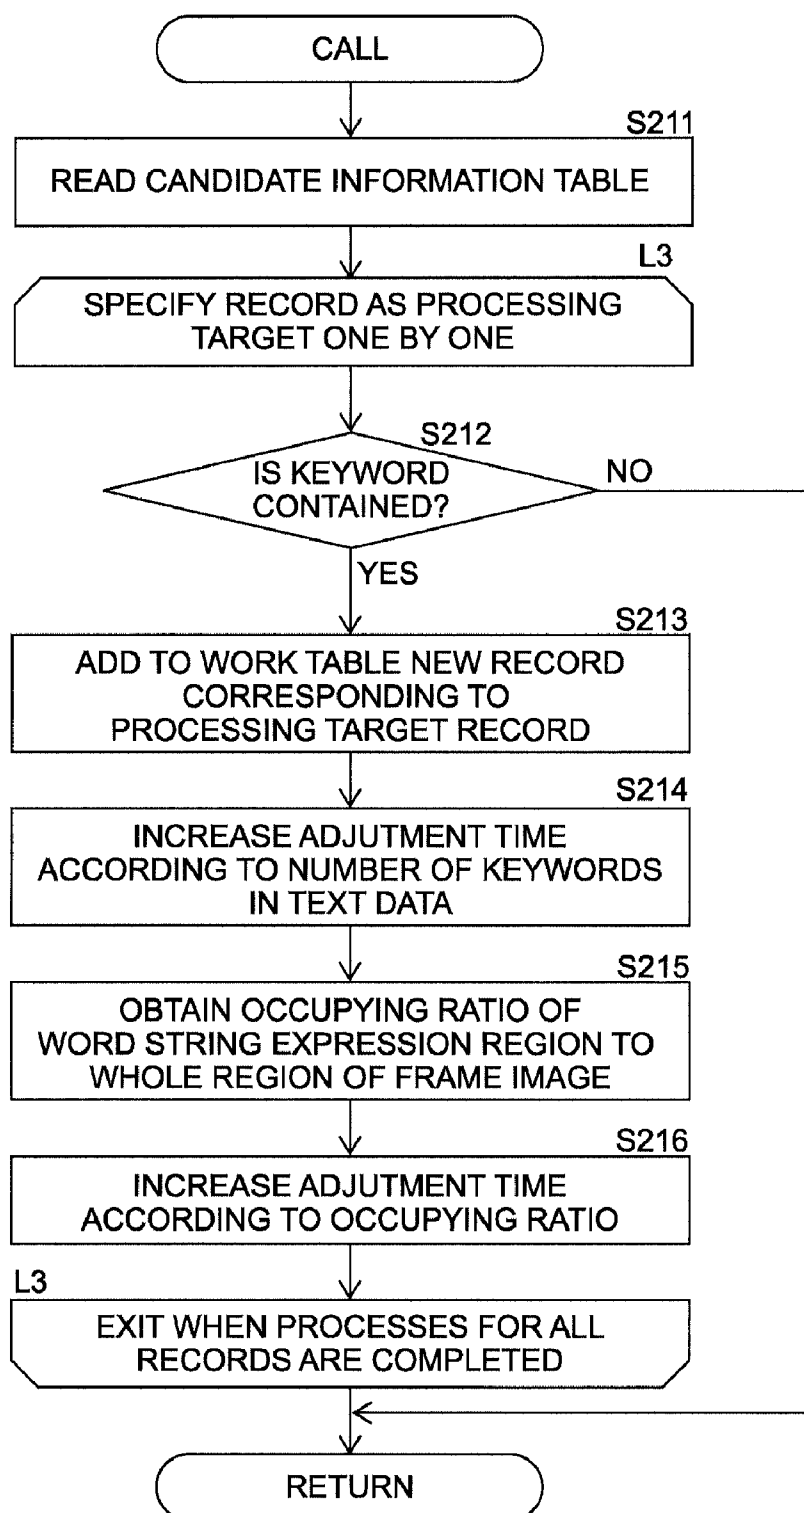 CALL
S211
READ CANDIDATE INFORMATION TABLE
L3
SPECIFY RECORD AS PROCESSING
TARGET ONE BY ONE
S212
IS KEYWORD
CONTAINED?
NO
YES
S213
ADD TO WORK TABLE NEW RECORD
CORRESPONDING TO
PROCESSING TARGET RECORD
S214
INCREASE ADJUTMENT TIME
ACCORDING TO NUMBER OF KEYWORDS
IN TEXT DATA
S215
OBTAIN OCCUPYING RATIO OF
WORD STRING EXPRESSION REGION TO
WHOLE REGION OF FRAME IMAGE
S216
INCREASE ADJUTMENT TIME
ACCORDING TO OCCUPYING RATIO
L3
EXIT WHEN PROCESSES FOR ALL
RECORDS ARE COMPLETED
RETURN